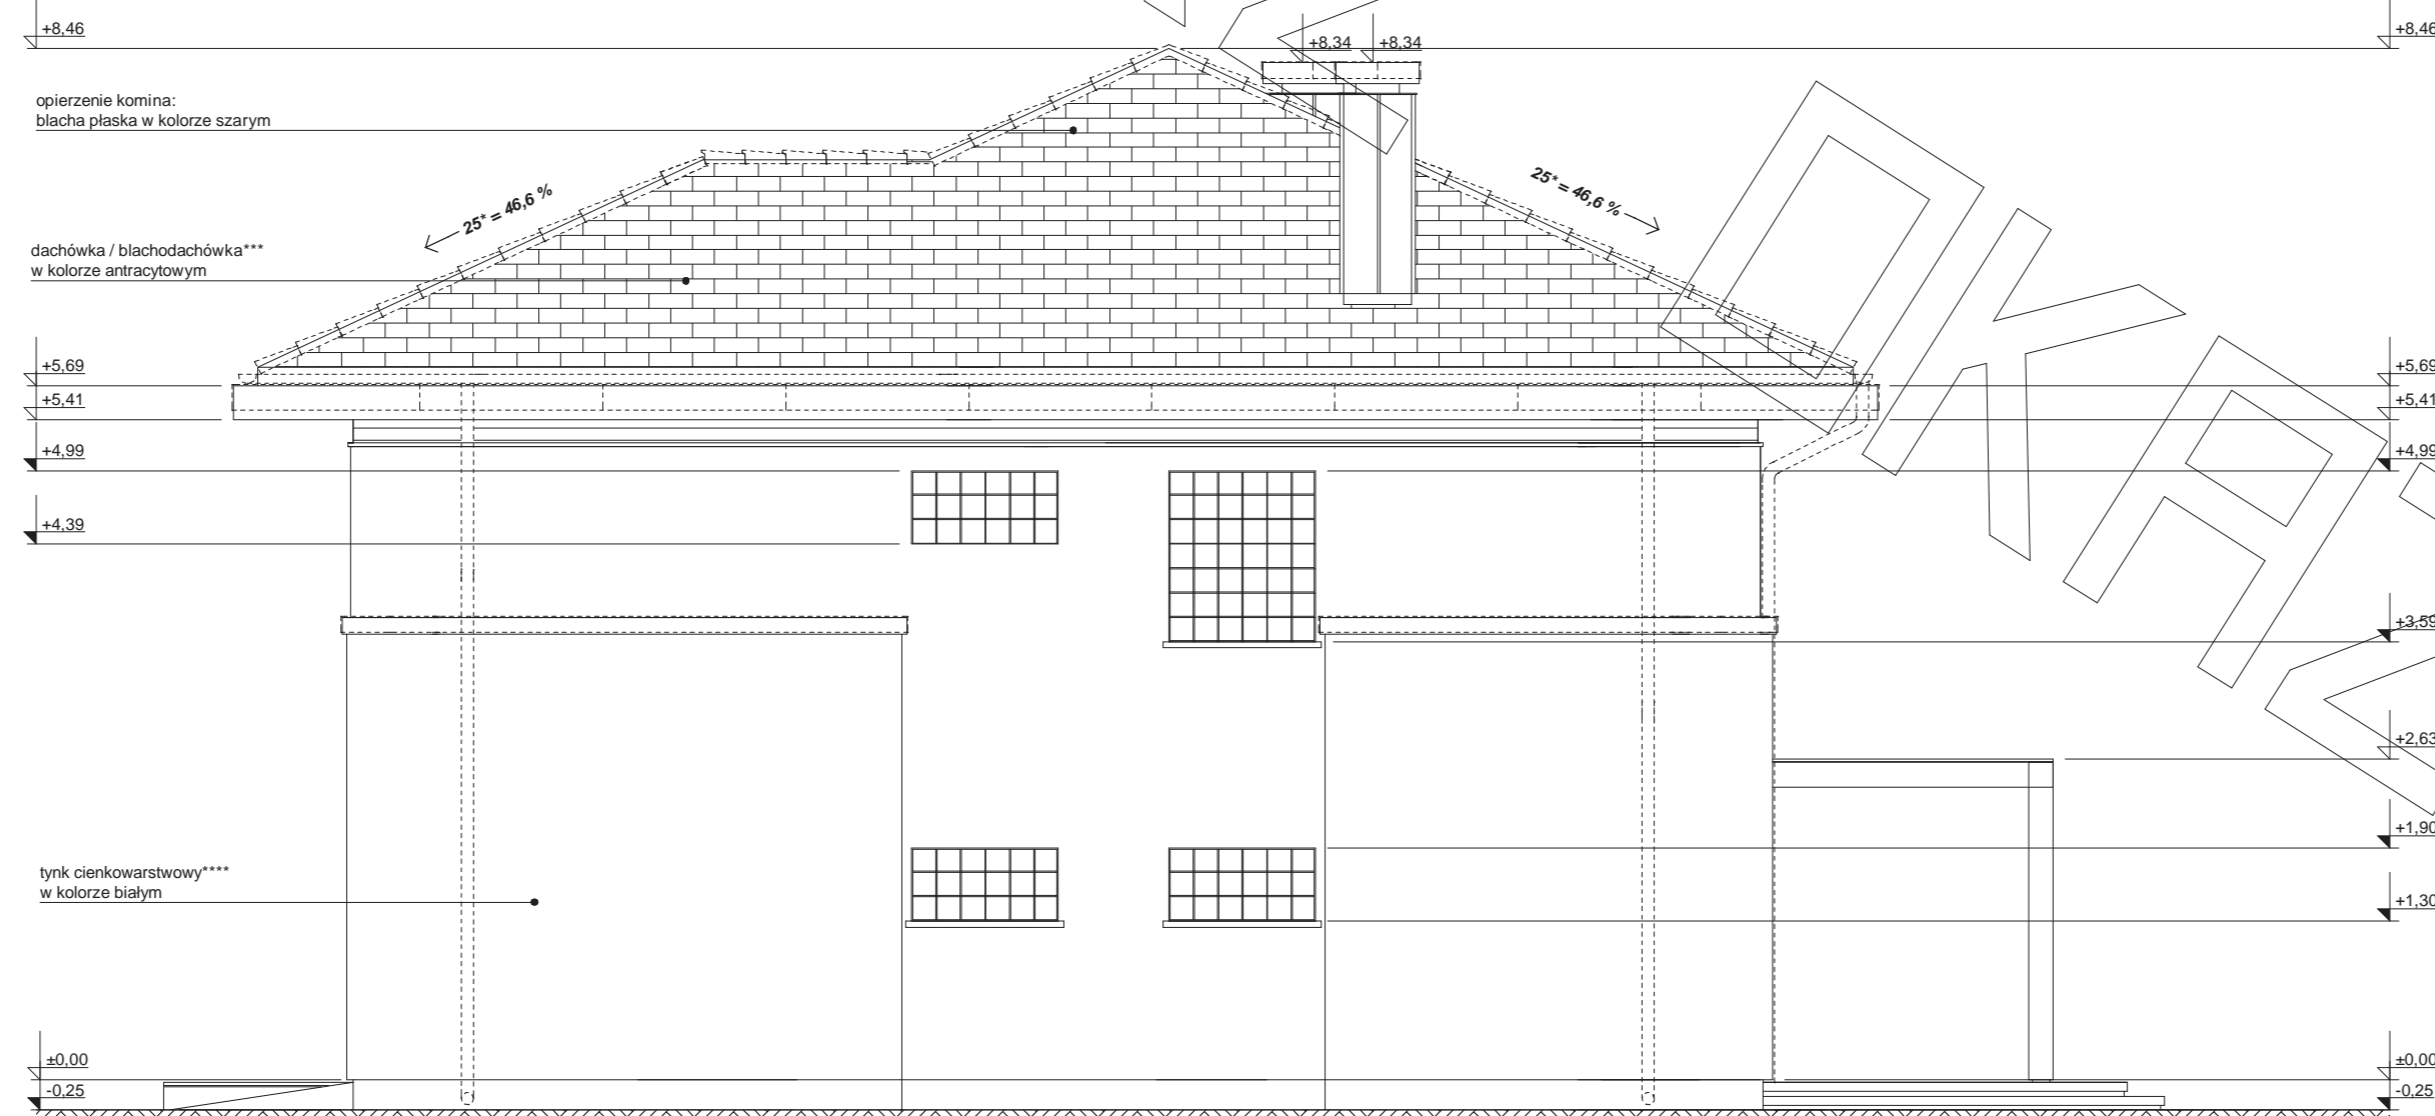 +8,46
+8,34
+8,34
+8,46
opierzenie komina:
blacha płaska w kolorze szarym
25* = 46,6 %
25* = 46,6 %
dachówka / blachodachówka***
w kolorze antracytowym
+5,69
+5,69
+5,41
+5,41
+4,99
+4,99
+4,39
+3,59
+2,63
+1,90
tynk cienkowarstwowy****
w kolorze białym
+1,30
±0,00
±0,00
-0,25
-0,25